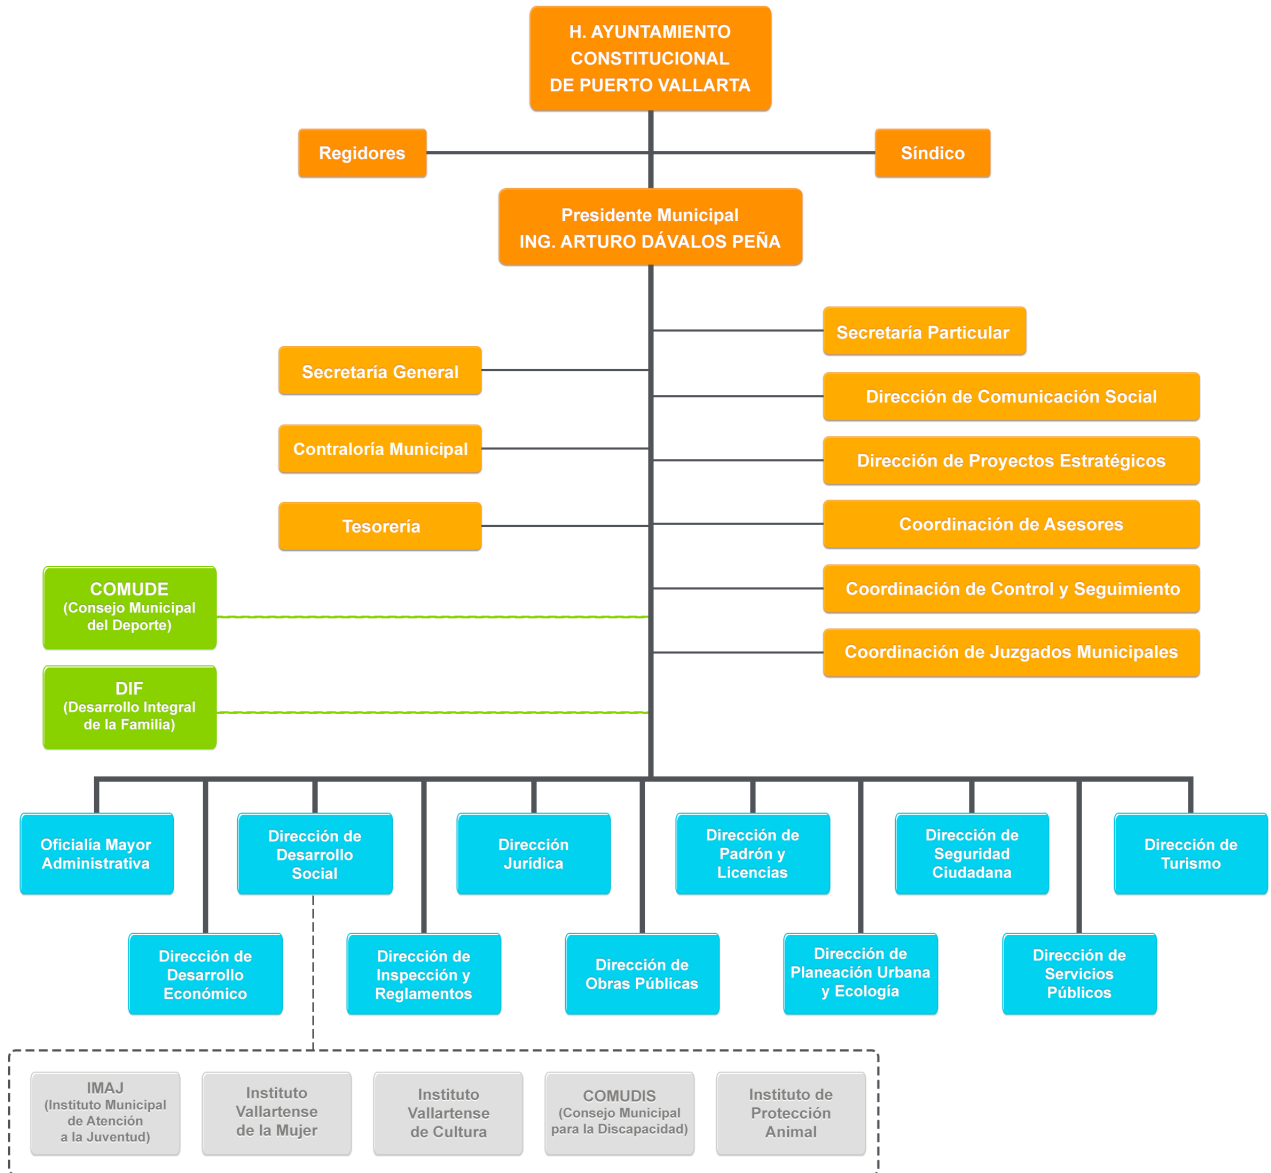 H. AYUNTAMIENTO
CONSTITUCIONAL
DE PUERTO VALLARTA
Regidores
Síndico
Presidente Municipal
ING. ARTURO DÁVALOS PEÑA
Secretaría Particular
Secretaría General
Dirección de Comunicación Social
Contraloría Municipal
Dirección de Proyectos Estratégicos
Tesorería
Coordinación de Asesores
COMUDE
(Consejo Municipal
del Deporte)
Coordinación de Control y Seguimiento
Coordinación de Juzgados Municipales
DIF
(Desarrollo Integral
de la Familia)
Oficialía Mayor
Administrativa
Dirección de
Desarrollo
Social
Dirección
Jurídica
Dirección de
Padrón y
Licencias
Dirección de
Seguridad
Ciudadana
Dirección de
Turismo
Dirección de
Desarrollo
Económico
Dirección de
Inspección y
Reglamentos
Dirección de
Obras Públicas
Dirección de
Planeación Urbana
y Ecología
Dirección de
Servicios
Públicos
IMAJ
(Instituto Municipal
de Atención
a la Juventud)
Instituto
Vallartense
de la Mujer
Instituto
Vallartense
de Cultura
COMUDIS
(Consejo Municipal
para la Discapacidad)
Instituto de
Protección
Animal